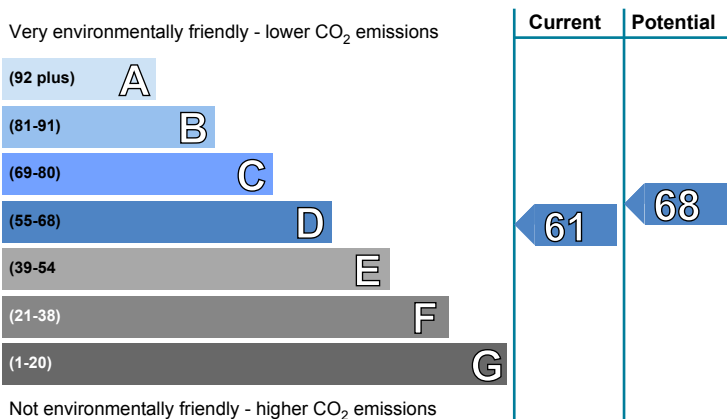 Very environmentally friendly - lower CO2 emissions
Current
Potential
(92 plus) A
(81-91) B
(69-80) C
(55-68) D
(39-54 E
(21-38) F
(1-20) G
61
68
Not environmentally friendly - higher CO2 emissions